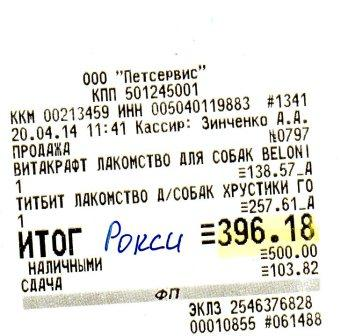 ООО "Петсервис"
КПП 501245001
ККМ 00213459 ИНН 005040119883 #1341
20.04.14 11:41 Кассир: Зинченко А.А.
ПРОДАЖА №0797
ВИТАКРАФТ ЛАКОМСТВО ДЛЯ СОБАК BELONI
1 ≡138.57_А
ТИТБИТ ЛАКОМСТВО Д/СОБАК ХРУСТИКИ ГО
1 ≡257.61_А
ИТОГ Рокси ≡396.18
НАЛИЧНЫМИ ≡500.00
СДАЧА ≡103.82
ФП
ЭКЛЗ 2546376828
00010855 #061488